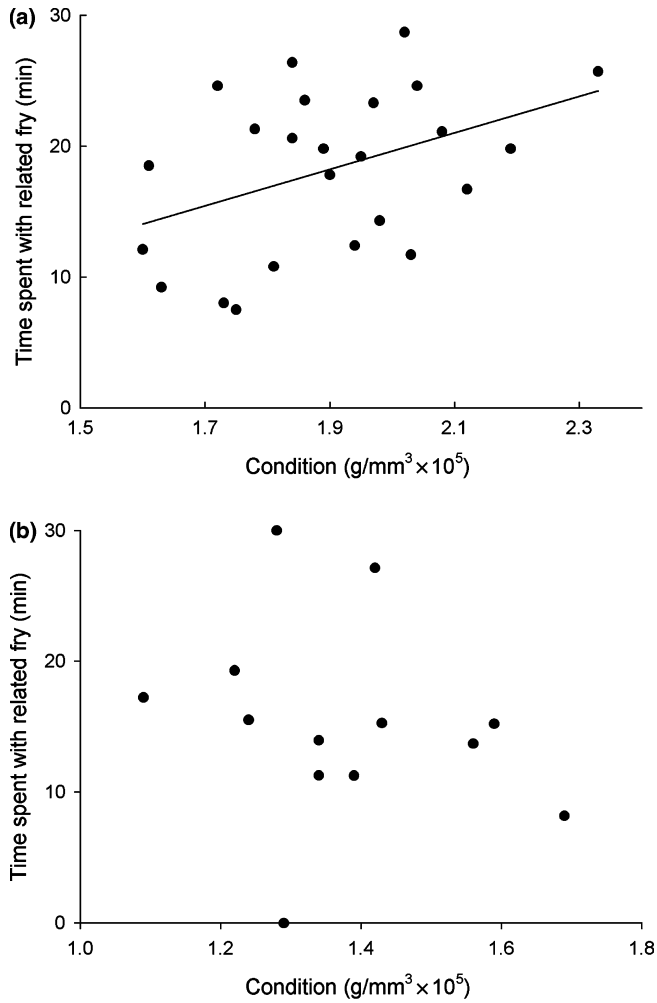 (a)
30
20
10
0
Time spent with related fry (min)
1.5 1.7 1.9 2.1 2.3
Condition (g/mm³ × 10⁵)
(b)
30
20
10
0
Time spent with related fry (min)
1.0 1.2 1.4 1.6 1.8
Condition (g/mm³ × 10⁵)